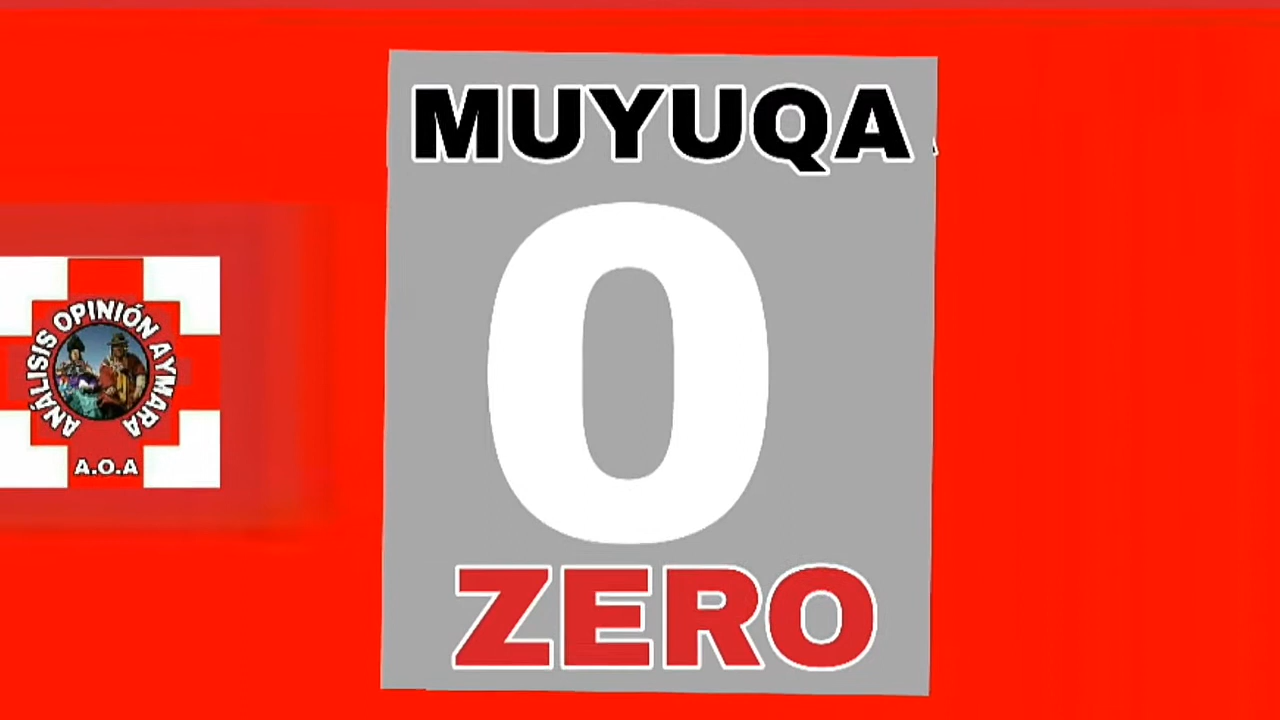 MUYUQA
0
ZERO
ANÁLISIS OPINIÓN AYMARA
A.O.A